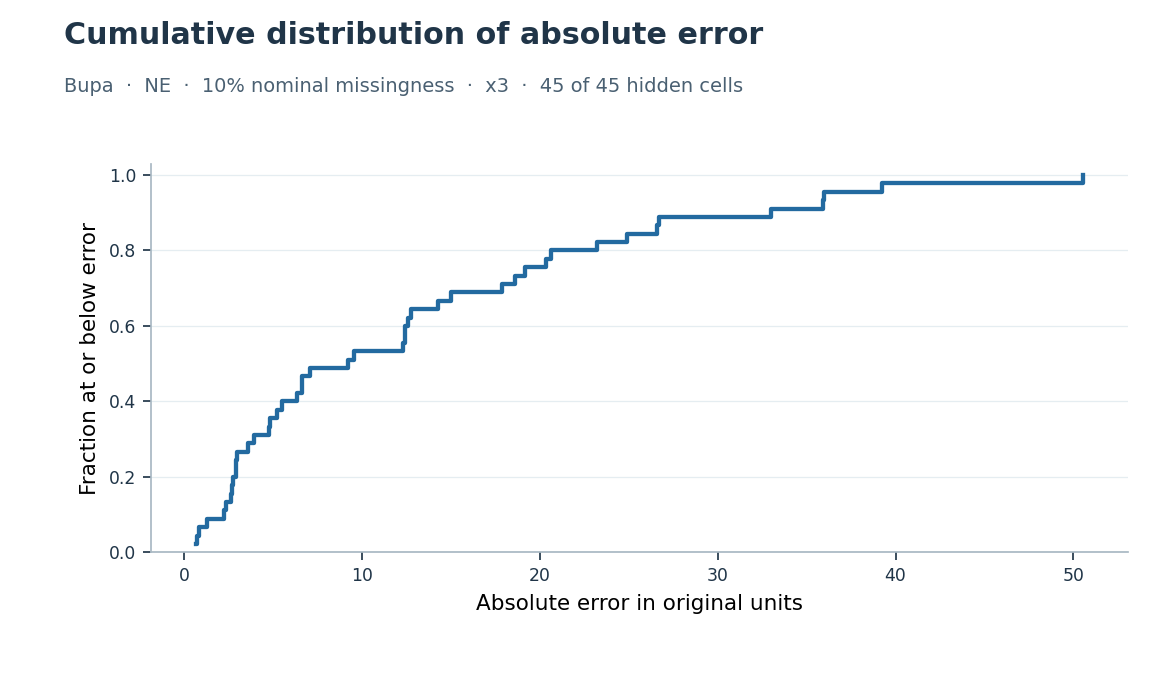 Cumulative distribution of absolute error
Bupa · NE · 10% nominal missingness · x3 · 45 of 45 hidden cells
1.0
0.8
0.6
0.4
0.2
0.0
Fraction at or below error
0 10 20 30 40 50
Absolute error in original units